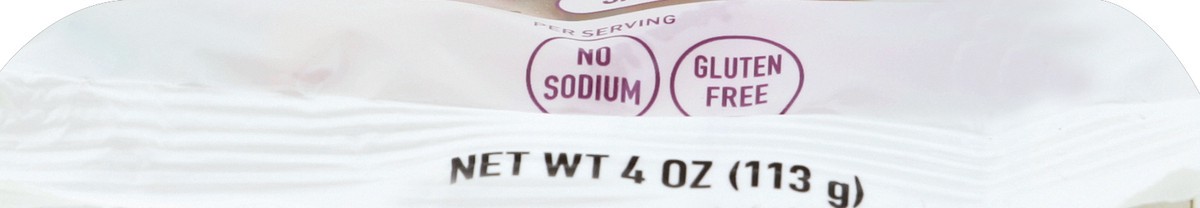 PER SERVING
NO
SODIUM
GLUTEN
FREE
NET WT 4 OZ (113 g)